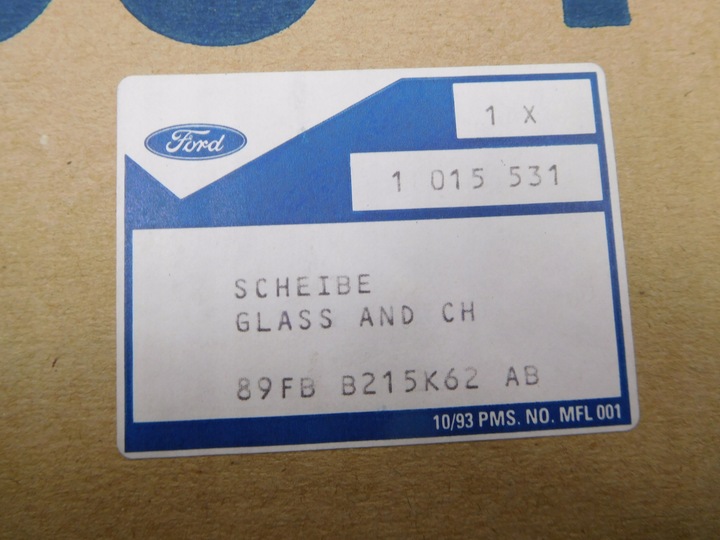 Ford
1 X
1 015 531
SCHEIBE
GLASS AND CH
89FB B215K62 AB
10/93 PMS. NO. MFL 001